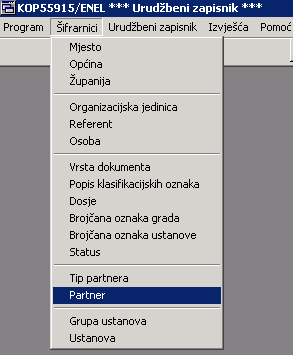 KOP55915/ENEL *** Urudžbeni zapisnik ***
Program Šifrarnici Urudžbeni zapisnik Izvješća Pomoć
Mjesto
Općina
Županija
Organizacijska jedinica
Referent
Osoba
Vrsta dokumenta
Popis klasifikacijskih oznaka
Dosje
Brojčana oznaka grada
Brojčana oznaka ustanove
Status
Tip partnera
Partner
Grupa ustanova
Ustanova